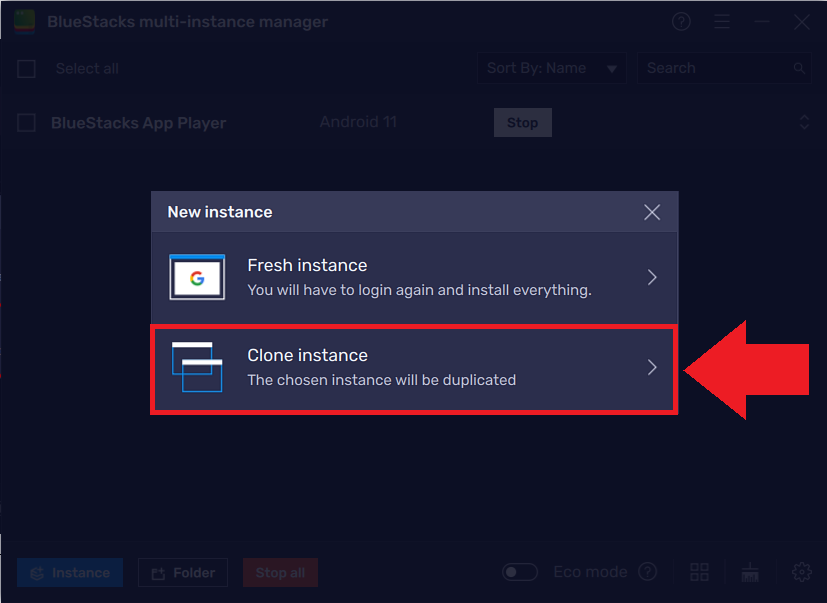 BlueStacks multi-instance manager
Select all
Sort By: Name
Search
BlueStacks App Player
Android 11
Stop
New instance
Fresh instance
You will have to login again and install everything.
Clone instance
The chosen instance will be duplicated
Instance
Folder
Stop all
Eco mode